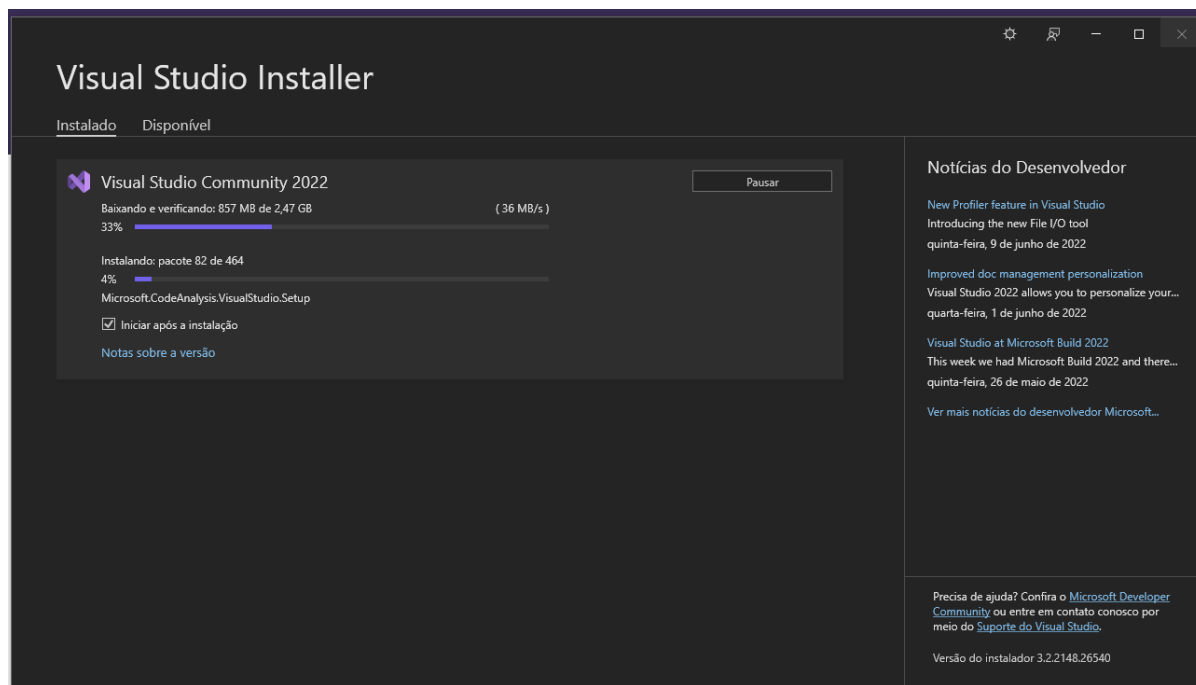 Visual Studio Installer
Instalado
Disponível
Visual Studio Community 2022
Pausar
Baixando e verificando: 857 MB de 2,47 GB
( 36 MB/s )
33%
Instalando: pacote 82 de 464
4%
Microsoft.CodeAnalysis.VisualStudio.Setup
Iniciar após a instalação
Notas sobre a versão
Notícias do Desenvolvedor
New Profiler feature in Visual Studio
Introducing the new File I/O tool
quinta-feira, 9 de junho de 2022
Improved doc management personalization
Visual Studio 2022 allows you to personalize your...
quarta-feira, 1 de junho de 2022
Visual Studio at Microsoft Build 2022
This week we had Microsoft Build 2022 and there...
quinta-feira, 26 de maio de 2022
Ver mais notícias do desenvolvedor Microsoft...
Precisa de ajuda? Confira o Microsoft Developer
Community ou entre em contato conosco por
meio do Suporte do Visual Studio.
Versão do instalador 3.2.2148.26540